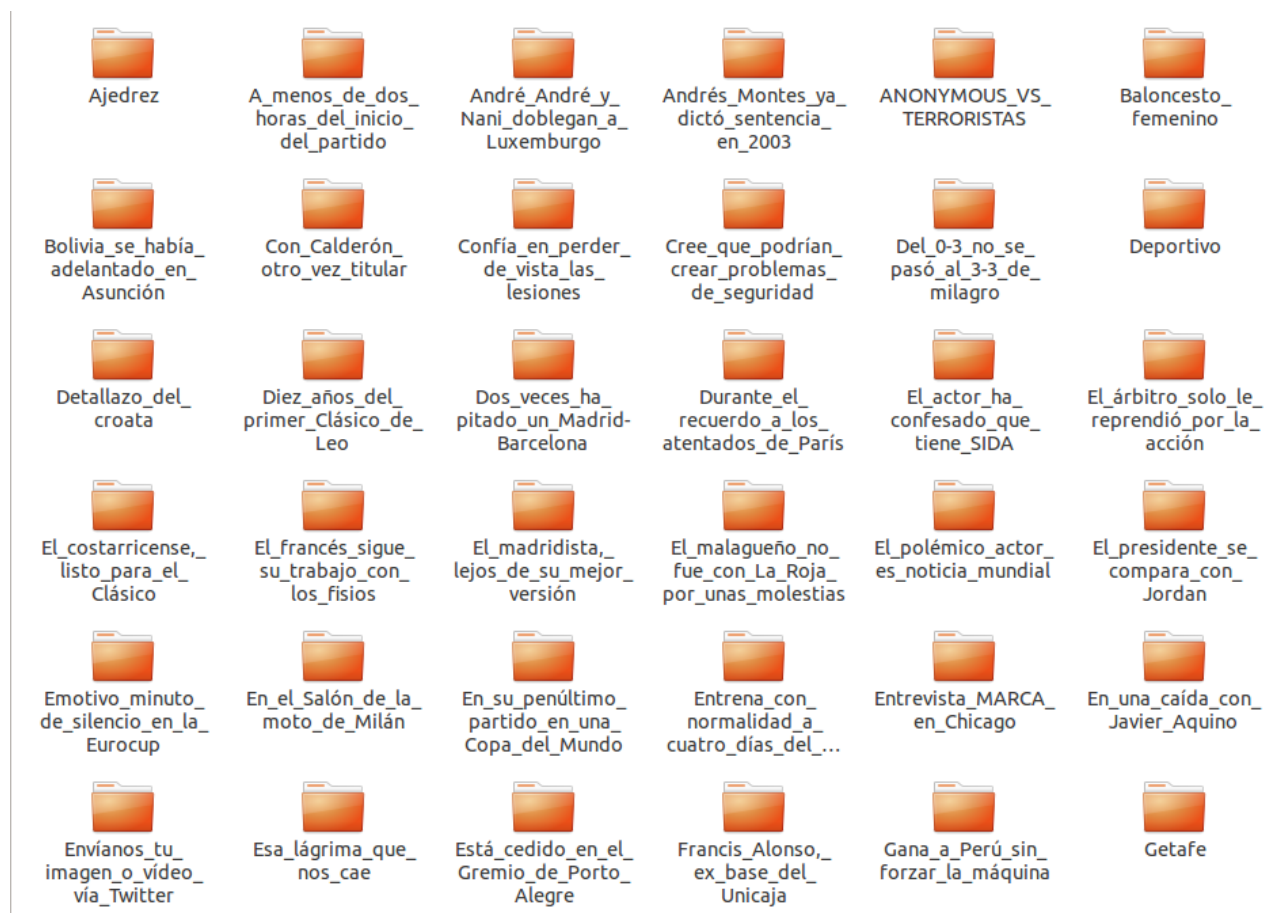 Ajedrez
A_menos_de_dos_
horas_del_inicio_
del_partido
André_André_y_
Nani_doblegan_a_
Luxemburgo
Andrés_Montes_ya_
dictó_sentencia_
en_2003
ANONYMOUS_VS_
TERRORISTAS
Baloncesto_
femenino
Bolivia_se_había_
adelantado_en_
Asunción
Con_Calderón_
otro_vez_titular
Confía_en_perder_
de_vista_las_
lesiones
Cree_que_podrían_
crear_problemas_
de_seguridad
Del_0-3_no_se_
pasó_al_3-3_de_
milagro
Deportivo
Detallazo_del_
croata
Diez_años_del_
primer_Clásico_de_
Leo
Dos_veces_ha_
pitado_un_Madrid-
Barcelona
Durante_el_
recuerdo_a_los_
atentados_de_París
El_actor_ha_
confesado_que_
tiene_SIDA
El_árbitro_solo_le_
reprendió_por_la_
acción
El_costarricense,_
listo_para_el_
Clásico
El_francés_sigue_
su_trabajo_con_
los_fisios
El_madridista,_
lejos_de_su_mejor_
versión
El_malagueño_no_
fue_con_La_Roja_
por_unas_molestias
El_polémico_actor_
es_noticia_mundial
El_presidente_se_
compara_con_
Jordan
Emotivo_minuto_
de_silencio_en_la_
Eurocup
En_el_Salón_de_la_
moto_de_Milán
En_su_penúltimo_
partido_en_una_
Copa_del_Mundo
Entrena_con_
normalidad_a_
cuatro_días_del_...
Entrevista_MARCA_
en_Chicago
En_una_caída_con_
Javier_Aquino
Envíanos_tu_
imagen_o_vídeo_
vía_Twitter
Esa_lágrima_que_
nos_cae
Está_cedido_en_el_
Gremio_de_Porto_
Alegre
Francis_Alonso,_
ex_base_del_
Unicaja
Gana_a_Perú_sin_
forzar_la_máquina
Getafe